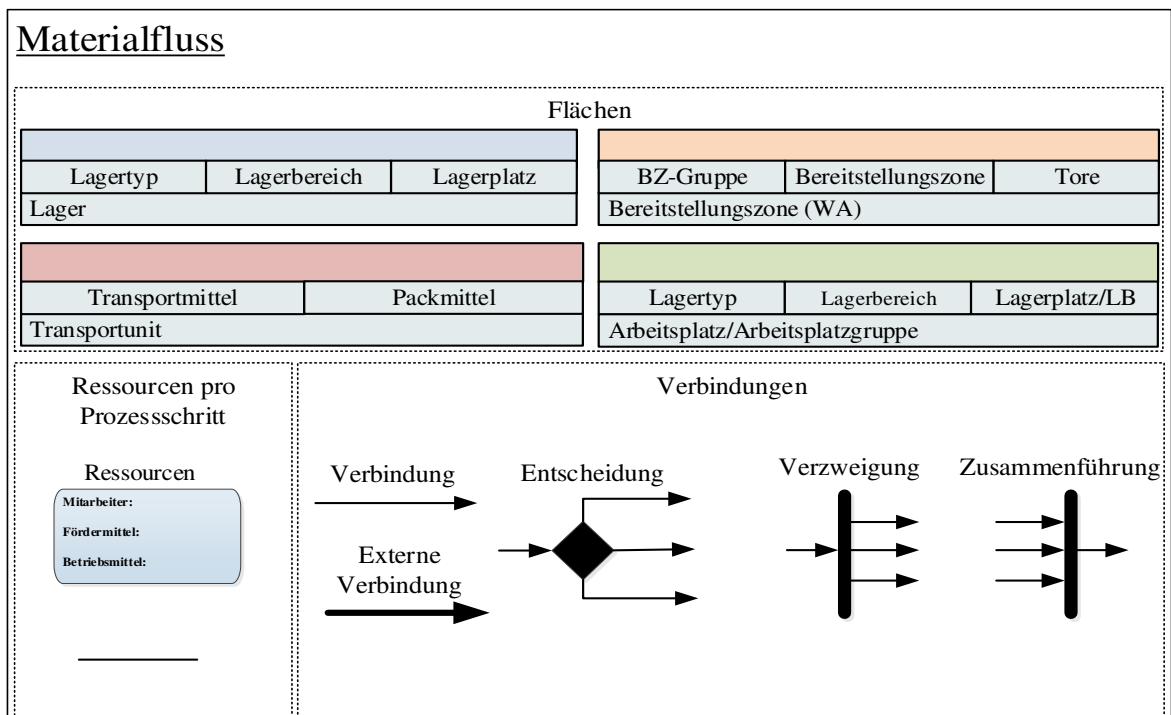 Materialfluss
Flächen
Lagertyp Lagerbereich Lagerplatz
Lager
BZ-Gruppe Bereitstellungszone Tore
Bereitstellungszone (WA)
Transportmittel Packmittel
Transportunit
Lagertyp Lagerbereich Lagerplatz/LB
Arbeitsplatz/Arbeitsplatzgruppe
Ressourcen pro
Prozessschritt
Ressourcen
Mitarbeiter:
Fördermittel:
Betriebsmittel:
Verbindungen
Verbindung
Externe
Verbindung
Entscheidung
Verzweigung
Zusammenführung